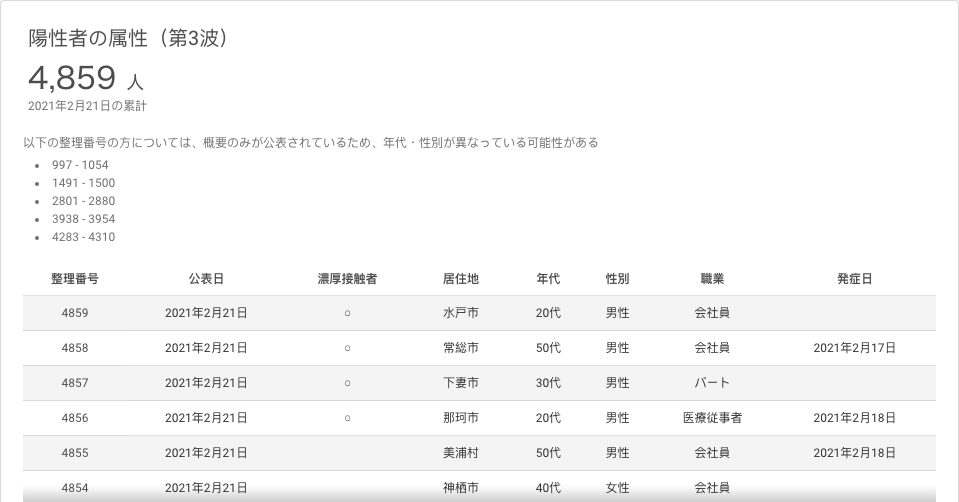 陽性者の属性（第3波）
4,859 人
2021年2月21日の累計
以下の整理番号の方については、概要のみが公表されているため、年代・性別が異なっている可能性がある
• 997 - 1054
• 1491 - 1500
• 2801 - 2880
• 3938 - 3954
• 4283 - 4310
整理番号 公表日 濃厚接触者 居住地 年代 性別 職業 発症日
4859 2021年2月21日 ○ 水戸市 20代 男性 会社員
4858 2021年2月21日 ○ 常総市 50代 男性 会社員 2021年2月17日
4857 2021年2月21日 ○ 下妻市 30代 男性 パート
4856 2021年2月21日 ○ 那珂市 20代 男性 医療従事者 2021年2月18日
4855 2021年2月21日 美浦村 50代 男性 会社員 2021年2月18日
4854 2021年2月21日 神栖市 40代 女性 会社員